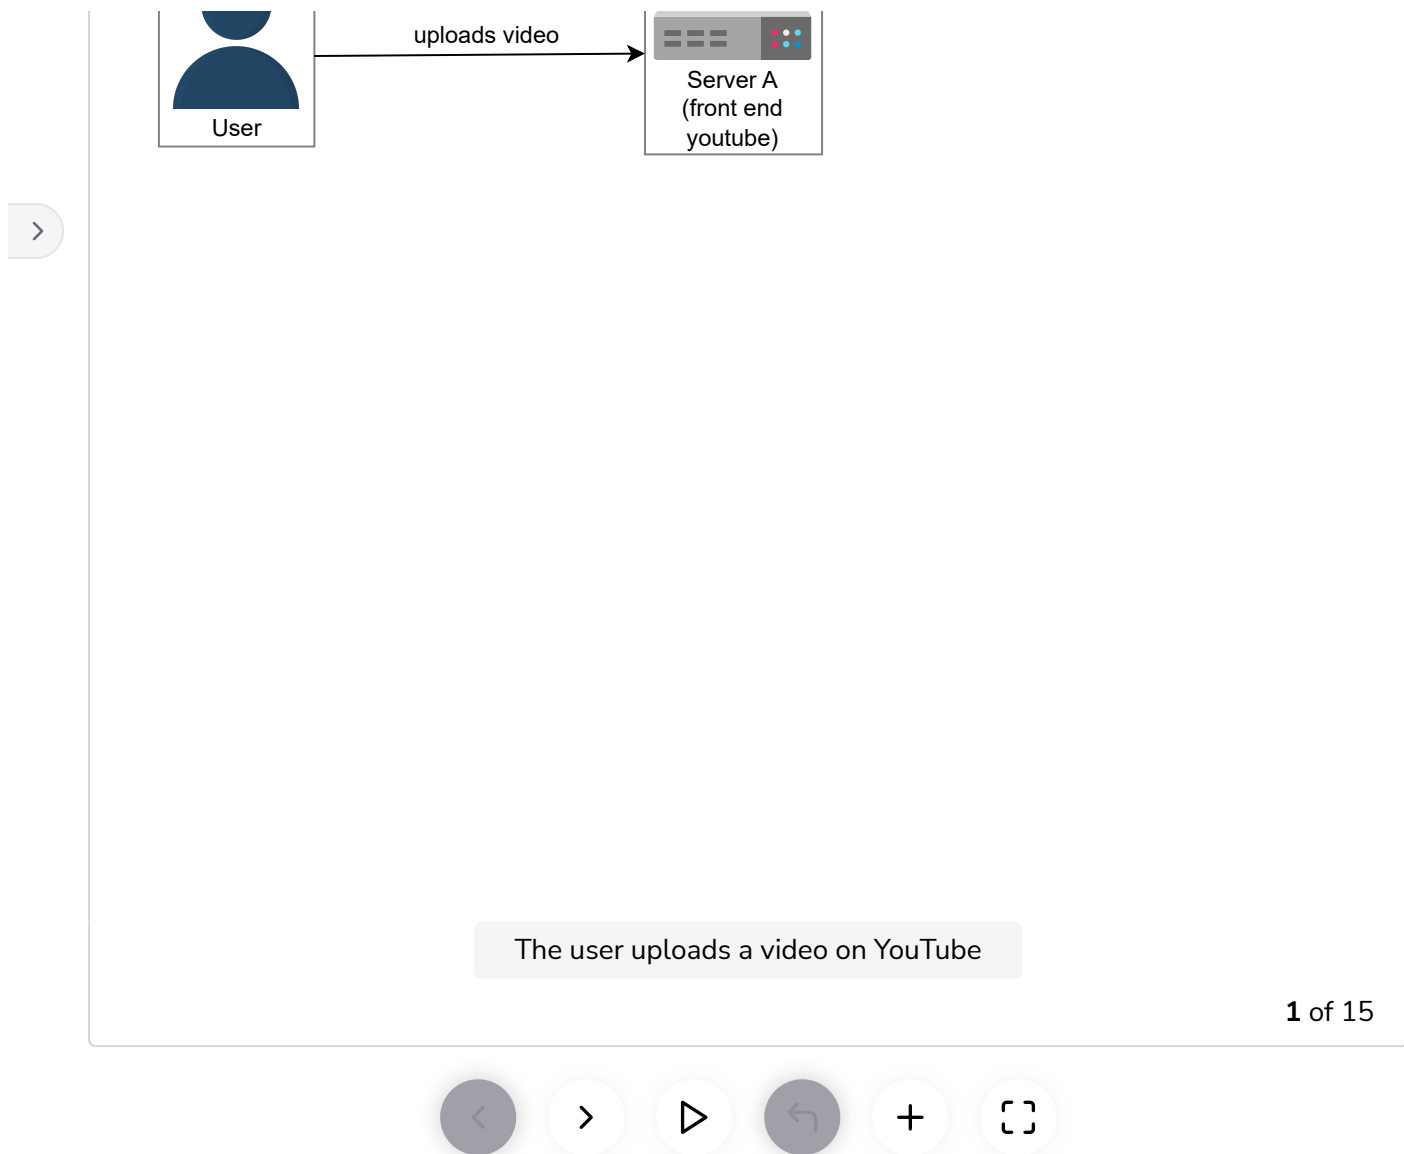 uploads video
Server A
(front end
youtube)
User
The user uploads a video on YouTube
1 of 15